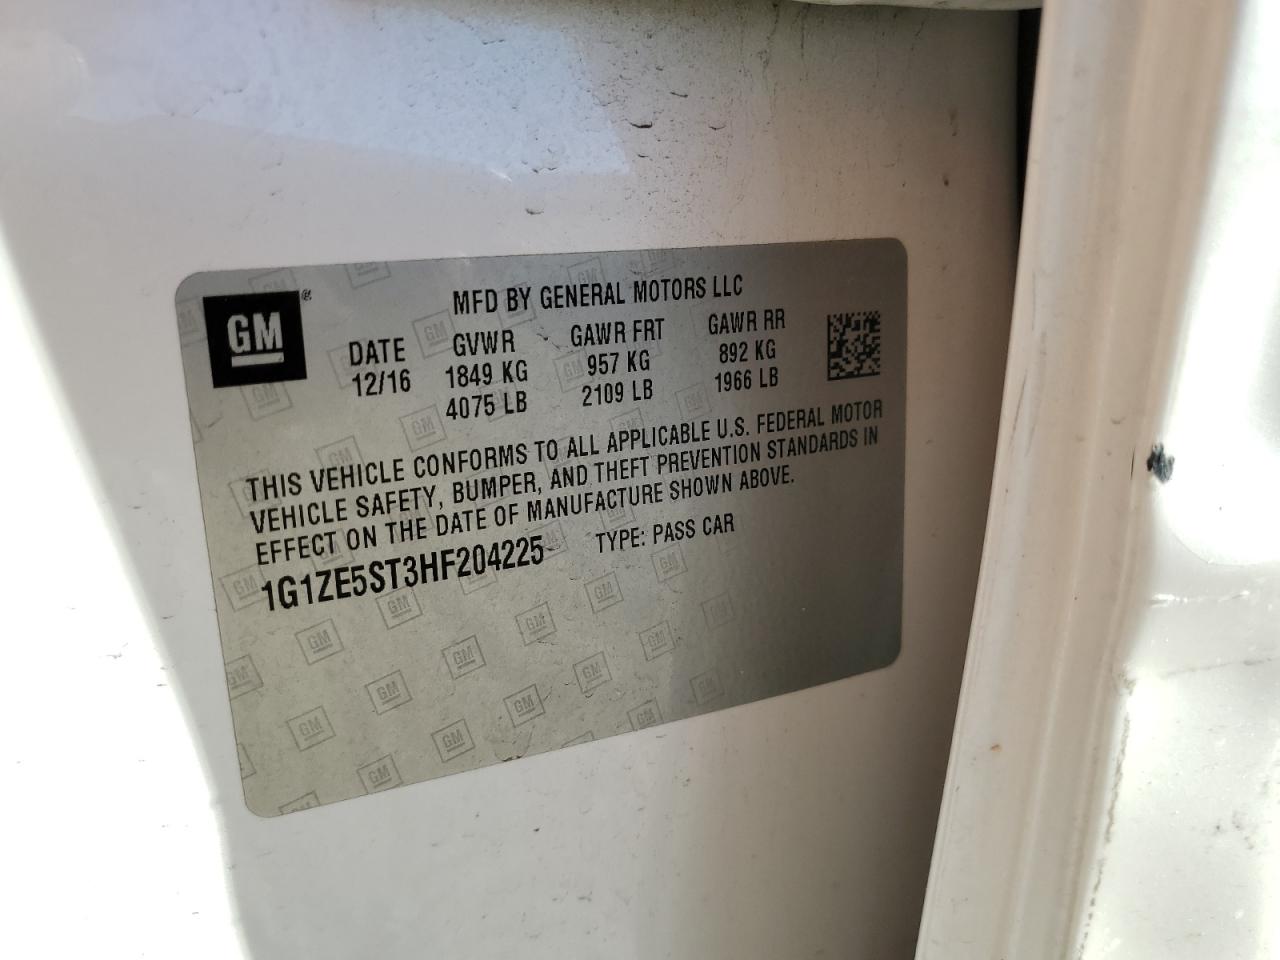 GM®
MFD BY GENERAL MOTORS LLC
DATE GVWR GAWR FRT GAWR RR
12/16 1849 KG 957 KG 892 KG
4075 LB 2109 LB 1966 LB
THIS VEHICLE CONFORMS TO ALL APPLICABLE U.S. FEDERAL MOTOR
VEHICLE SAFETY, BUMPER, AND THEFT PREVENTION STANDARDS IN
EFFECT ON THE DATE OF MANUFACTURE SHOWN ABOVE.
1G1ZE5ST3HF204225 TYPE: PASS CAR